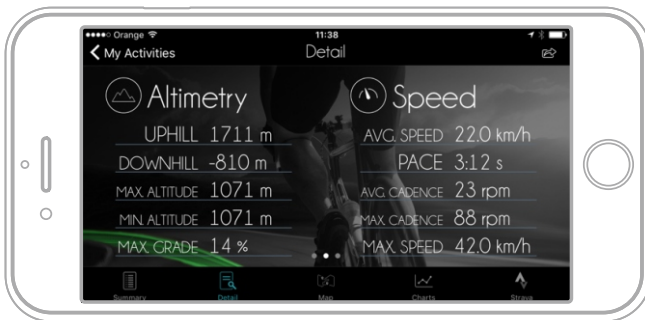 Orange 11:38
My Activities Detail
Altimetry
UPHILL 1711 m
DOWNHILL -810 m
MAX. ALTITUDE 1071 m
MIN. ALTITUDE 1071 m
MAX. GRADE 14 %
Speed
AVG. SPEED 22.0 km/h
PACE 3:12 s
AVG. CADENCE 23 rpm
MAX. CADENCE 88 rpm
MAX. SPEED 42.0 km/h
Summary Detail Map Charts Strava